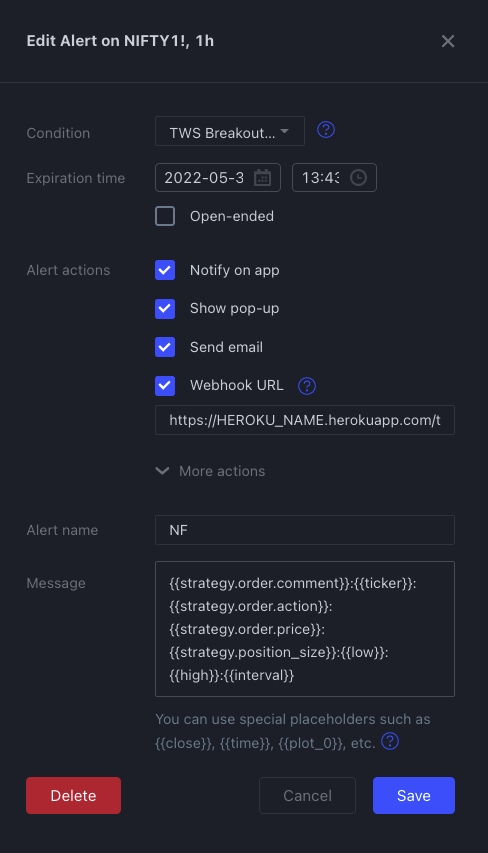 Edit Alert on NIFTY1!, 1h
Condition
TWS Breakout...
Expiration time
2022-05-3
13:43
Open-ended
Alert actions
Notify on app
Show pop-up
Send email
Webhook URL
https://HEROKU_NAME.herokuapp.com/t
More actions
Alert name
NF
Message
{{strategy.order.comment}}:{{ticker}}:
{{strategy.order.action}}:
{{strategy.order.price}}:
{{strategy.position_size}}:{{low}}:
{{high}}:{{interval}}
You can use special placeholders such as
{{close}}, {{time}}, {{plot_0}}, etc.
Delete
Cancel
Save